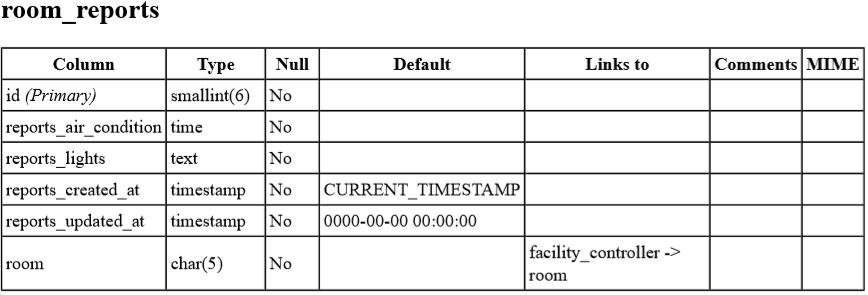 room_reports
Column Type Null Default Links to Comments MIME
id (Primary) smallint(6) No
reports_air_condition time No
reports_lights text No
reports_created_at timestamp No CURRENT_TIMESTAMP
reports_updated_at timestamp No 0000-00-00 00:00:00
room char(5) No facility_controller ->
room